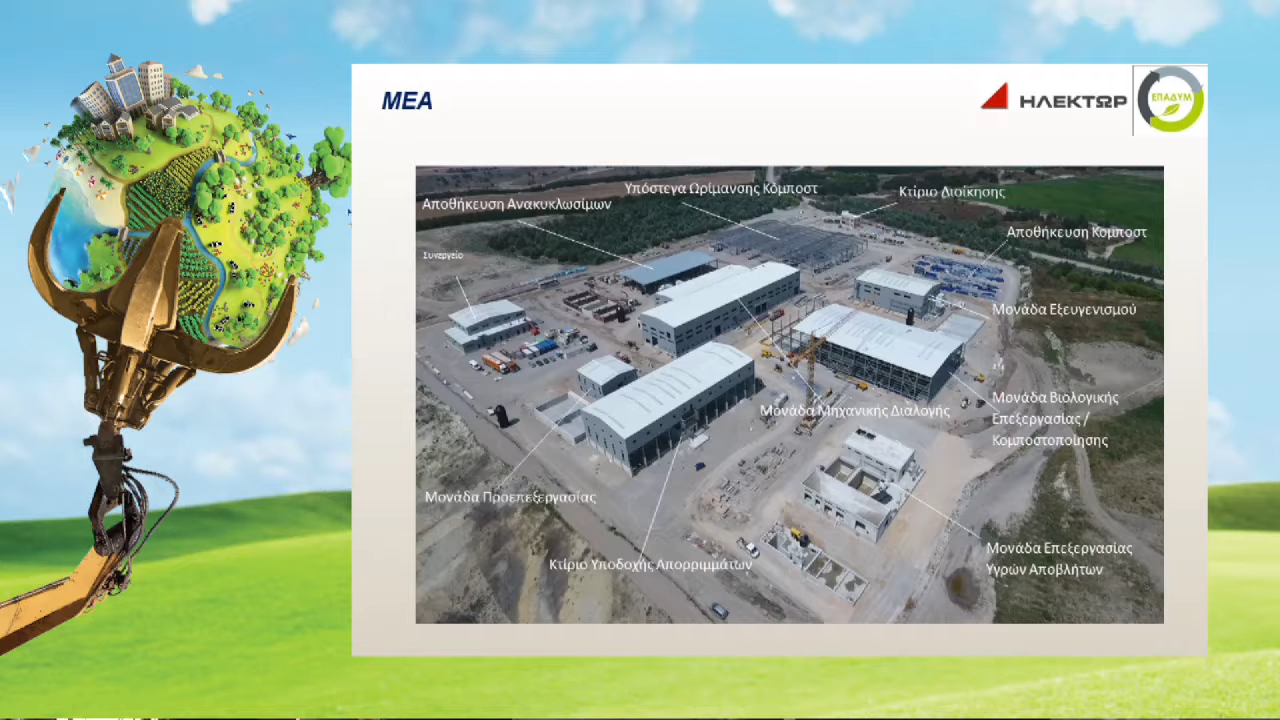 ΜΕΑ
ΗΛΕΚΤΩΡ
ΕΠΑΔΥΜ
Υπόστεγα Ωρίμανσης Κόμποστ
Κτίριο Διοίκησης
Αποθήκευση Ανακυκλωσίμων
Αποθήκευση Κομποστ
Συνεργείο
Μονάδα Εξευγενισμού
Μονάδα Βιολογικής
Επεξεργασίας /
Κομποστοποίησης
Μονάδα Μηχανικής Διαλογής
Μονάδα Προεπεξεργασίας
Κτίριο Υποδοχής Απορριμμάτων
Μονάδα Επεξεργασίας
Υγρών Αποβλήτων